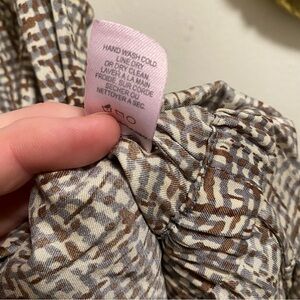 HAND WASH COLD.
LINE DRY
OR DRY CLEAN.
LAVER À LA MAIN
FROIDE. SUR CORDE
SÉCHER OU
NETTOYER A SEC.